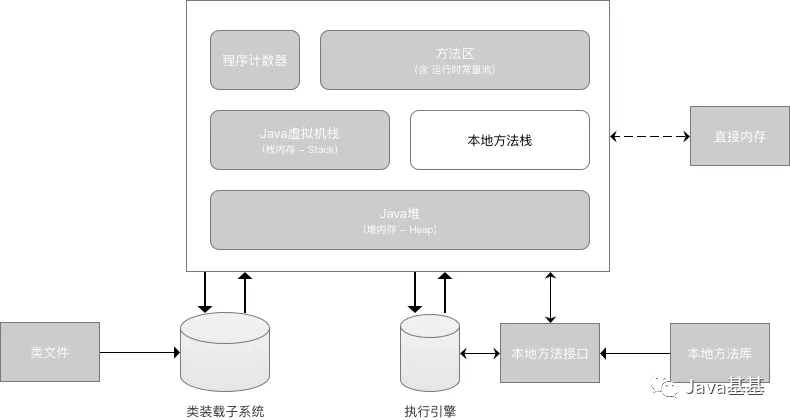 程序计数器
方法区
（含 运行时常量池）
Java虚拟机栈
（栈内存 - Stack）
本地方法栈
直接内存
Java堆
（堆内存 - Heap）
类文件
本地方法接口
本地方法库
类装载子系统
执行引擎
Java基基